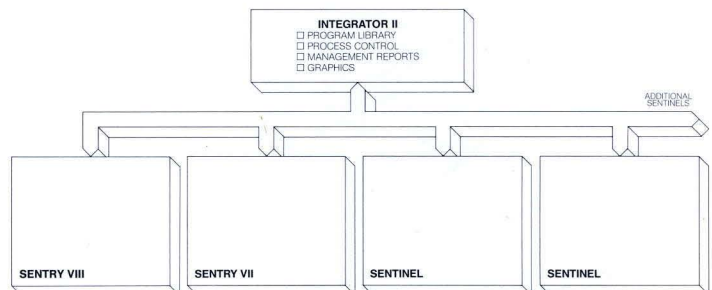 INTEGRATOR II
☐ PROGRAM LIBRARY
☐ PROCESS CONTROL
☐ MANAGEMENT REPORTS
☐ GRAPHICS
ADDITIONAL
SENTINELS
SENTRY VIII
SENTRY VII
SENTINEL
SENTINEL